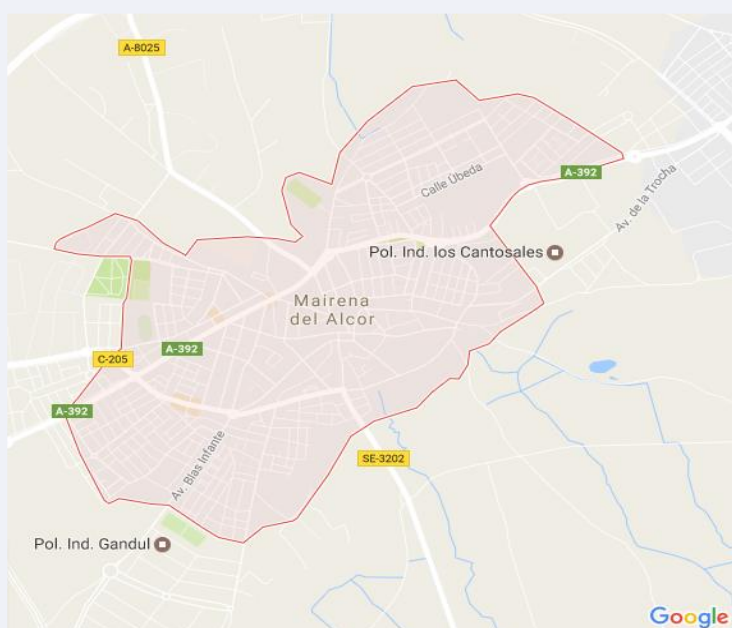 A-8025
Calle Úbeda
A-392
Av. de la Trocha
Pol. Ind. los Cantosales
Mairena
del Alcor
A-392
C-205
A-392
Av. Blas Infante
SE-3202
Pol. Ind. Gandul
Google